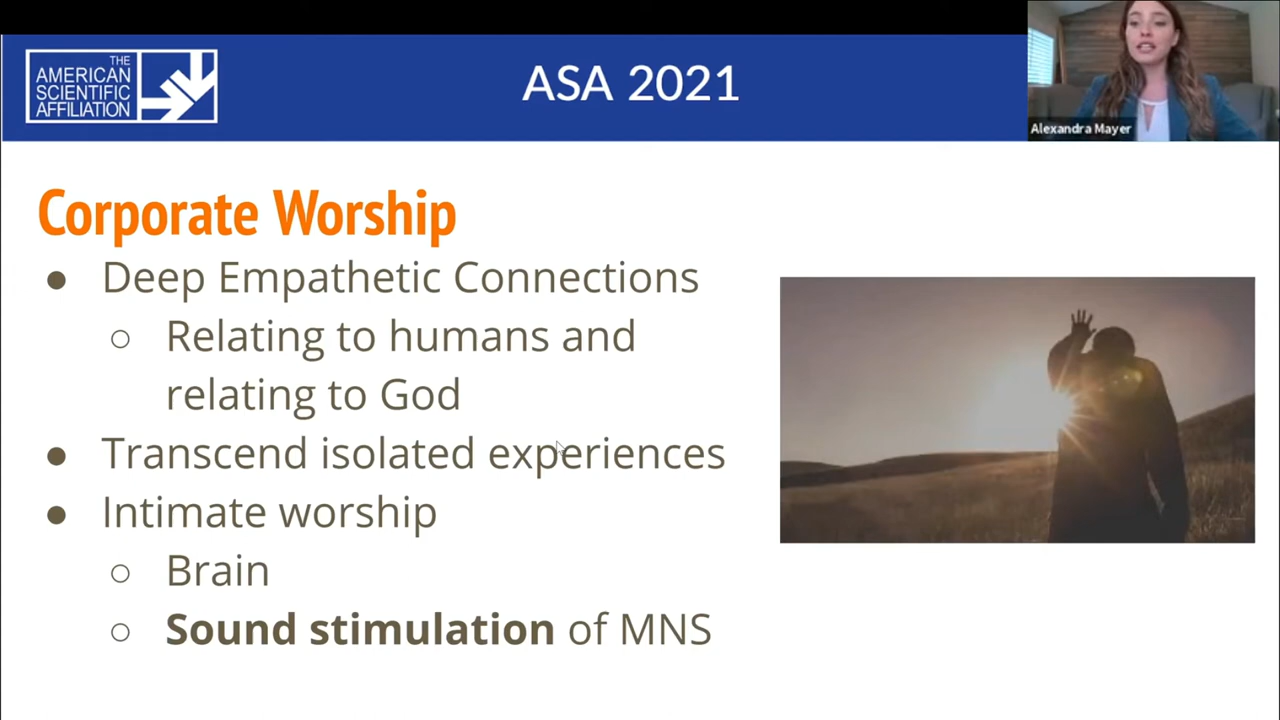 THE
AMERICAN
SCIENTIFIC
AFFILIATION
ASA 2021
Alexandra Mayer
Corporate Worship
● Deep Empathetic Connections
○ Relating to humans and
relating to God
● Transcend isolated experiences
● Intimate worship
○ Brain
○ Sound stimulation of MNS